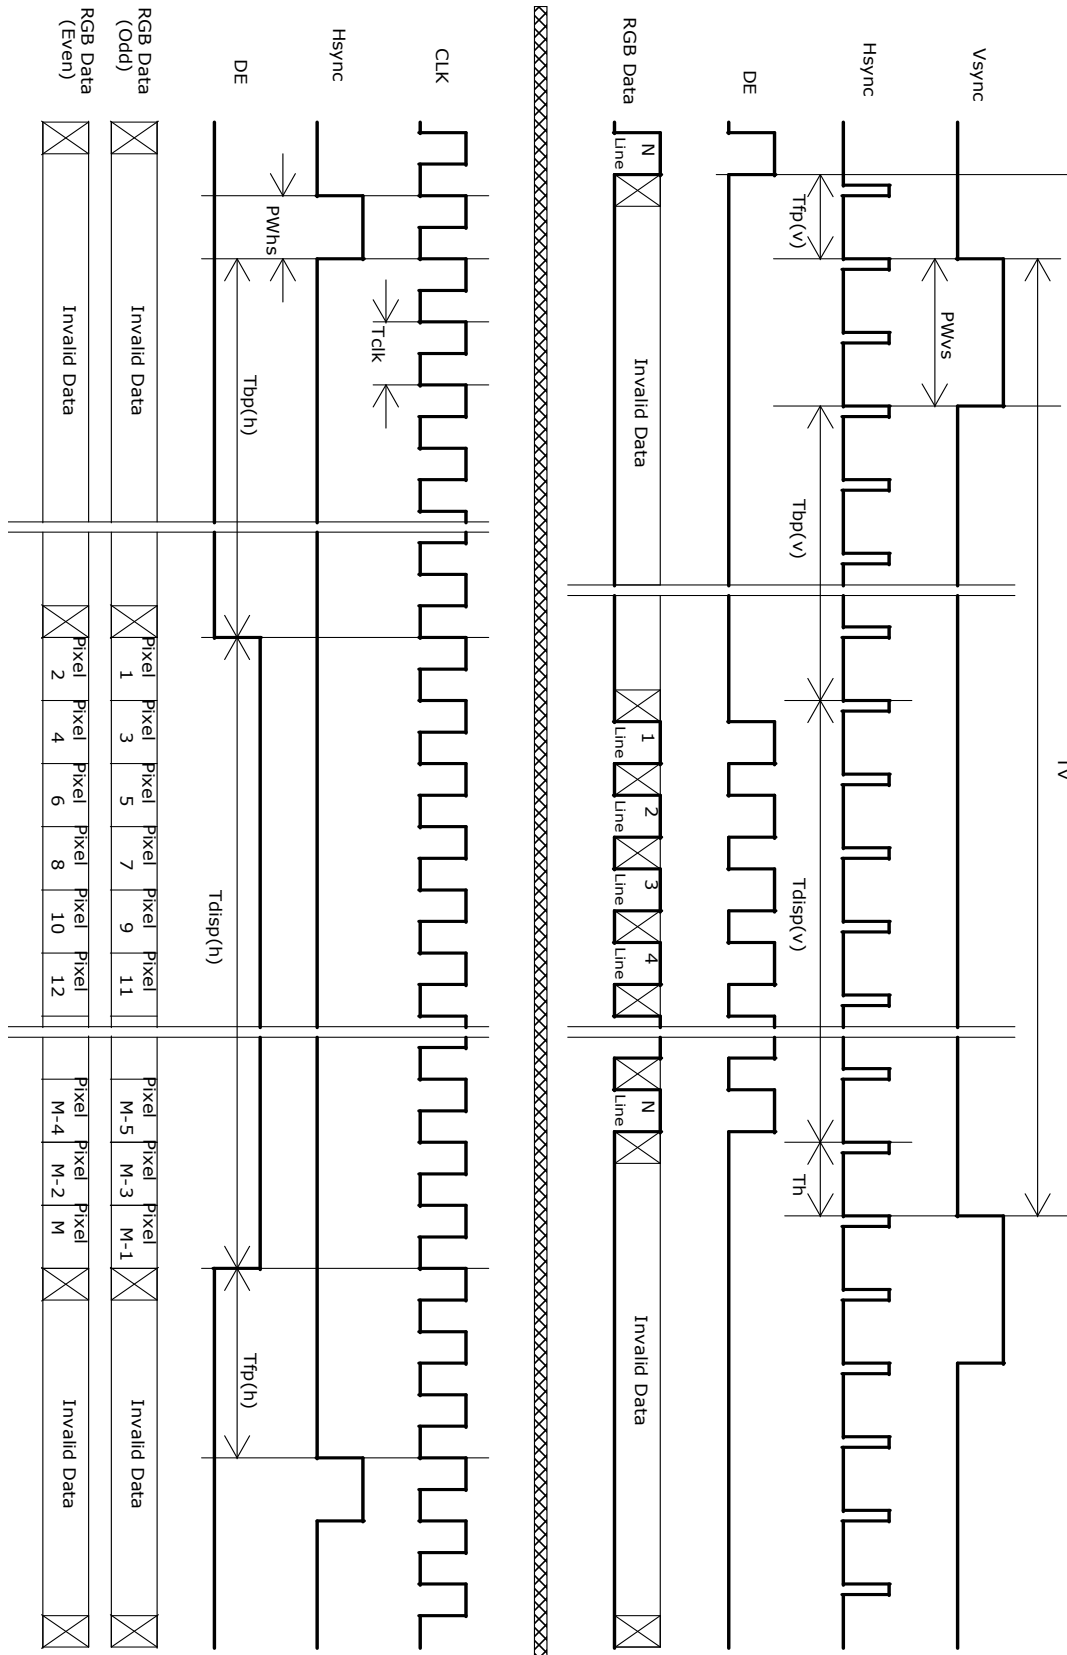 Tv
Vsync
PWvs
Hsync
Tfp(v)
Tbp(v)
Tdisp(v)
Th
DE
RGB Data
N
Line
Invalid Data
1
Line
2
Line
3
Line
4
Line
N
Line
Invalid Data
CLK
Tclk
Hsync
PWhs
DE
Tbp(h)
Tdisp(h)
Tfp(h)
RGB Data
(Odd)
Invalid Data
Pixel
1
Pixel
3
Pixel
5
Pixel
7
Pixel
9
Pixel
11
Pixel
M-5
Pixel
M-3
Pixel
M-1
Invalid Data
RGB Data
(Even)
Invalid Data
Pixel
2
Pixel
4
Pixel
6
Pixel
8
Pixel
10
Pixel
12
Pixel
M-4
Pixel
M-2
Pixel
M
Invalid Data